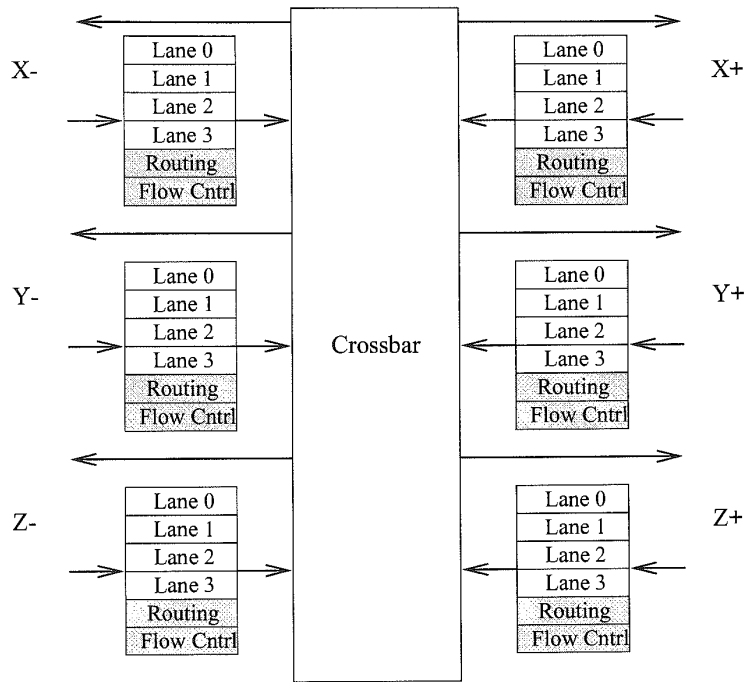 X-
Lane 0
Lane 1
Lane 2
Lane 3
Routing
Flow Cntrl
Lane 0
Lane 1
Lane 2
Lane 3
Routing
Flow Cntrl
X+
Y-
Lane 0
Lane 1
Lane 2
Lane 3
Routing
Flow Cntrl
Crossbar
Lane 0
Lane 1
Lane 2
Lane 3
Routing
Flow Cntrl
Y+
Z-
Lane 0
Lane 1
Lane 2
Lane 3
Routing
Flow Cntrl
Lane 0
Lane 1
Lane 2
Lane 3
Routing
Flow Cntrl
Z+